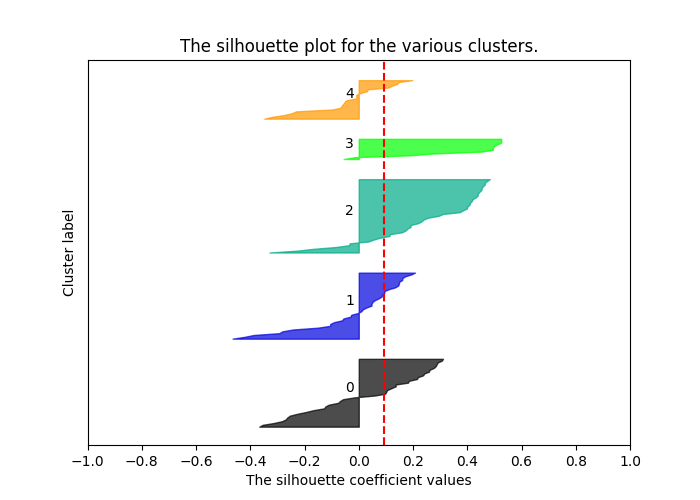 The silhouette plot for the various clusters.
4
3
2
1
0
Cluster label
−1.0 −0.8 −0.6 −0.4 −0.2 0.0 0.2 0.4 0.6 0.8 1.0
The silhouette coefficient values